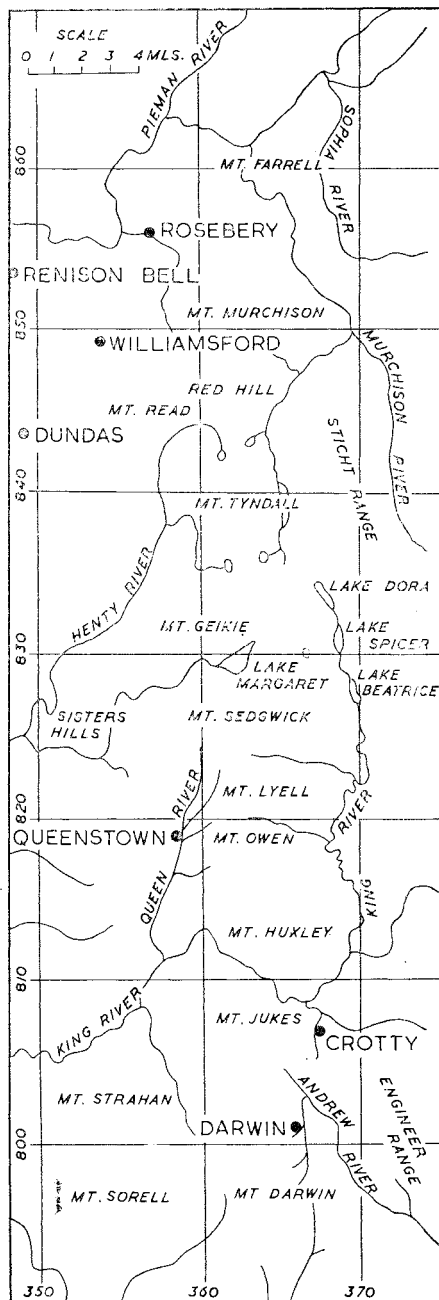 SCALE
0 1 2 3 4 MLS.
PIEMAN RIVER
SOPHIA RIVER
860
MT. FARRELL
ROSEBERY
RENISON BELL
MT. MURCHISON
850
WILLIAMSFORD
MURCHISON RIVER
RED HILL
MT. READ
DUNDAS
STICHT RANGE
840
MT. TYNDALL
HENTY RIVER
LAKE DORA
MT. GEIKIE
LAKE SPICER
830
LAKE MARGARET
LAKE BEATRICE
SISTERS HILLS
MT. SEDGWICK
MT. LYELL
820
QUEENSTOWN
MT. OWEN
QUEEN RIVER
KING RIVER
MT. HUXLEY
810
KING RIVER
MT. JUKES
CROTTY
MT. STRAHAN
ANDREW RIVER
ENGINEER RANGE
DARWIN
800
MT. SORELL
MT DARWIN
350 360 370